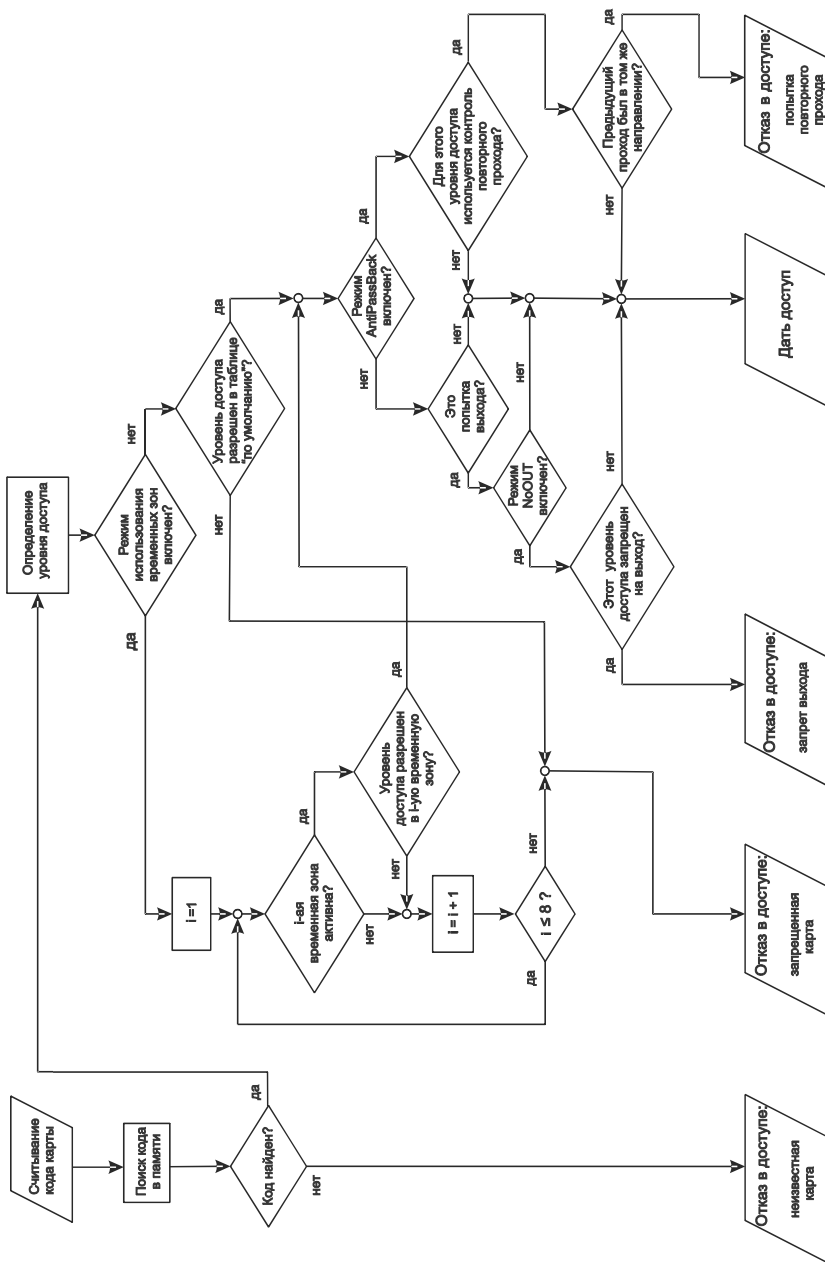 Считывание
кода карты
Поиск кода
в памяти
Код найден?
да
нет
Отказ в доступе:
неизвестная
карта
Определение
уровня доступа
Режим
использования
временных зон
включен?
да
нет
i =1
i-ая
временная зона
активна?
да
нет
Уровень
доступа разрешен
в i-ую временную
зону?
да
нет
i = i + 1
i ≤ 8 ?
да
нет
Отказ в доступе:
запрещенная
карта
Уровень доступа
разрешен в таблице
"по умолчанию"?
да
нет
Режим
AntiPassBack
включен?
да
нет
Это
попытка
выхода?
да
нет
Режим
NoOUT
включен?
да
нет
Этот уровень
доступа запрещен
на выход?
да
нет
Отказ в доступе:
запрет выхода
Для этого
уровня доступа
испольуется контроль
повторного
прохода?
да
нет
Предыдущий
проход был в том же
направлении?
да
нет
Дать доступ
Отказ в доступе:
попытка
повторного
прохода